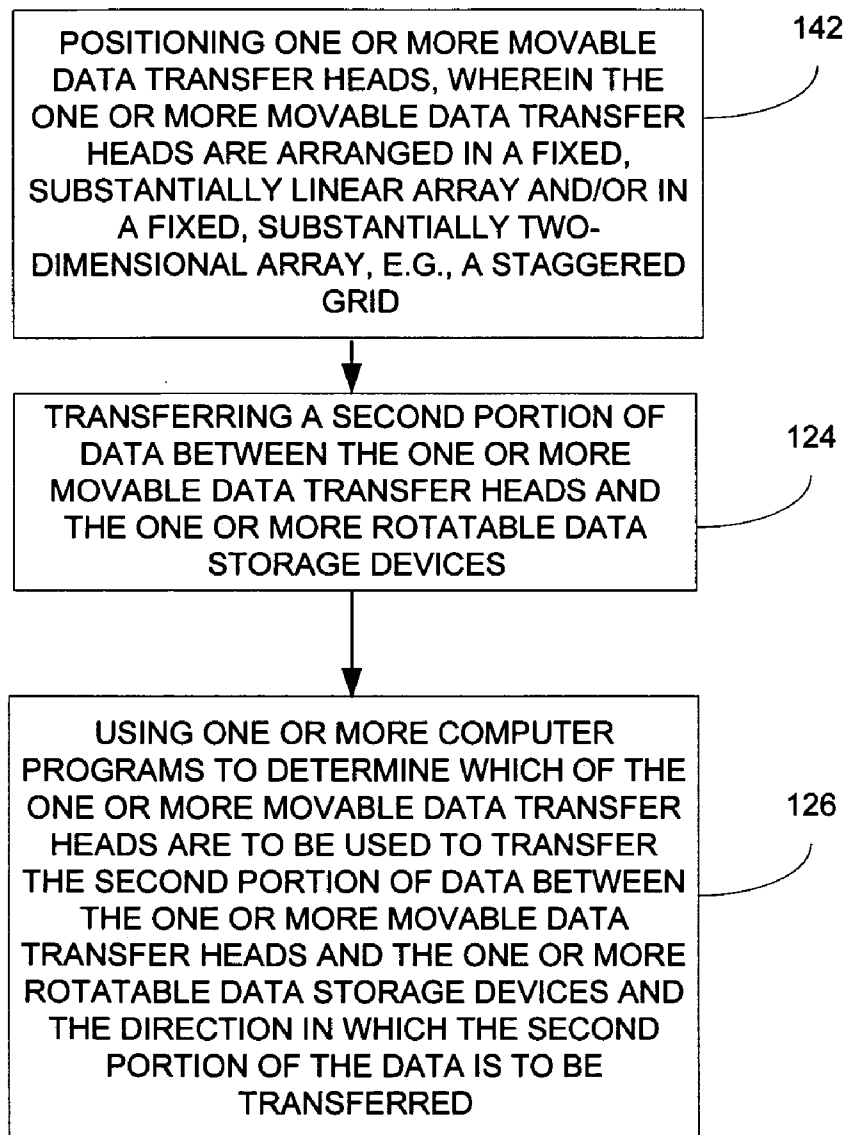 POSITIONING ONE OR MORE MOVABLE
DATA TRANSFER HEADS, WHEREIN THE
ONE OR MORE MOVABLE DATA TRANSFER
HEADS ARE ARRANGED IN A FIXED,
SUBSTANTIALLY LINEAR ARRAY AND/OR IN
A FIXED, SUBSTANTIALLY TWO-
DIMENSIONAL ARRAY, E.G., A STAGGERED
GRID
142
TRANSFERRING A SECOND PORTION OF
DATA BETWEEN THE ONE OR MORE
MOVABLE DATA TRANSFER HEADS AND
THE ONE OR MORE ROTATABLE DATA
STORAGE DEVICES
124
USING ONE OR MORE COMPUTER
PROGRAMS TO DETERMINE WHICH OF THE
ONE OR MORE MOVABLE DATA TRANSFER
HEADS ARE TO BE USED TO TRANSFER
THE SECOND PORTION OF DATA BETWEEN
THE ONE OR MORE MOVABLE DATA
TRANSFER HEADS AND THE ONE OR MORE
ROTATABLE DATA STORAGE DEVICES AND
THE DIRECTION IN WHICH THE SECOND
PORTION OF THE DATA IS TO BE
TRANSFERRED
126